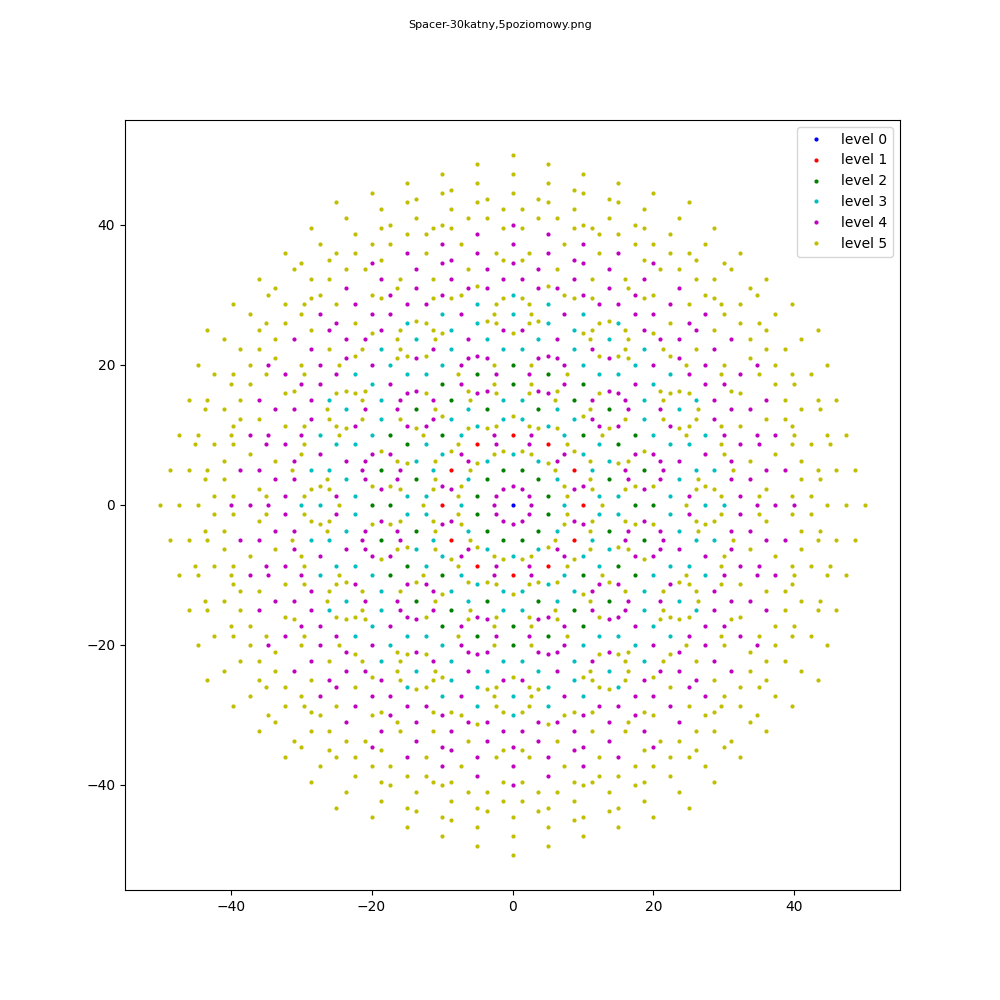 Spacer-30katny,5poziomowy.png
level 0
level 1
level 2
level 3
level 4
level 5
40
20
0
−20
−40
−40 −20 0 20 40